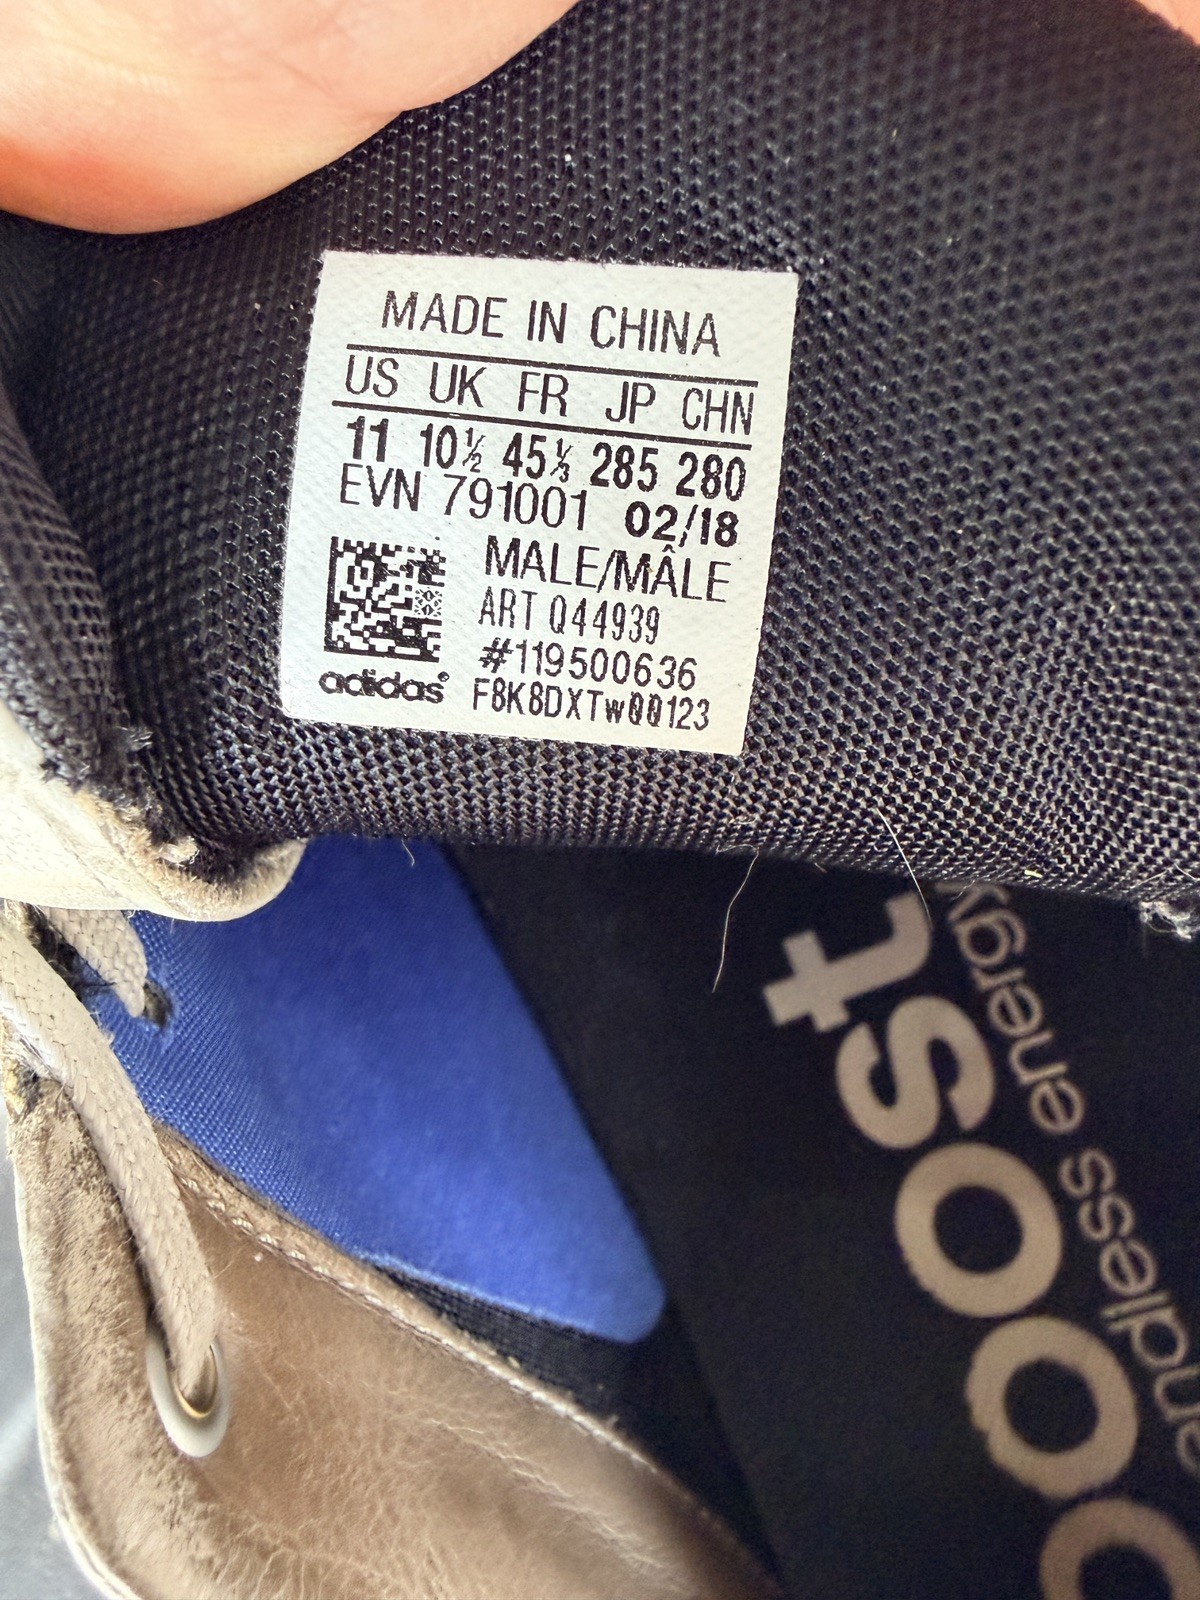 MADE IN CHINA
US UK FR JP CHN
11 10½ 45⅓ 285 280
EVN 791001 02/18
MALE/MÂLE
ART Q44939
#119500636
adidas® F8K8DXTW00123
energy
endless